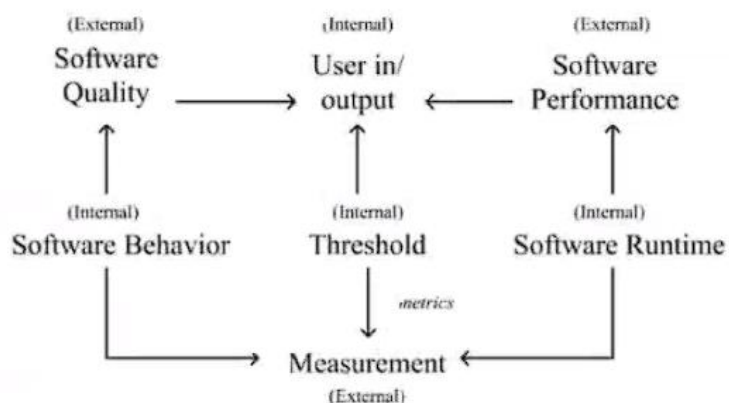 (External) (Internal) (External)
Software User in/ Software
Quality output Performance
(Internal) (Internal) (Internal)
Software Behavior Threshold Software Runtime
metrics
Measurement
(External)